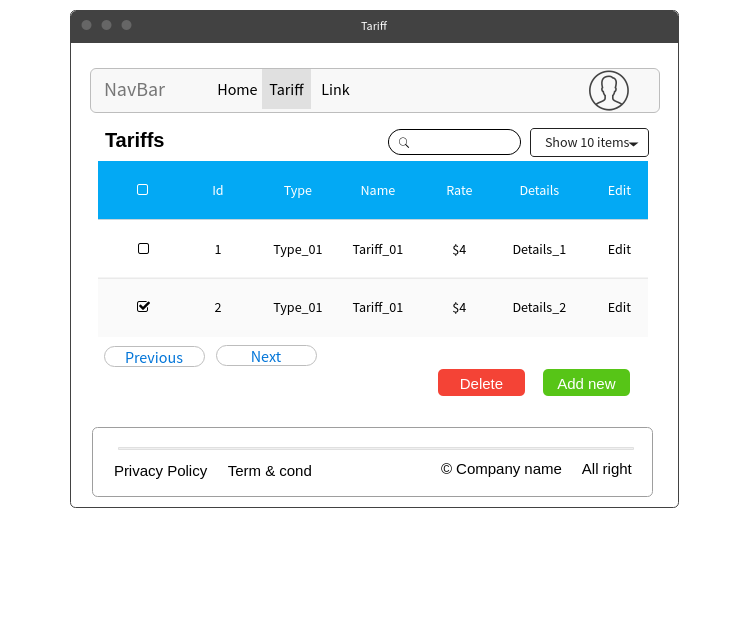 Tariff
NavBar Home Tariff Link
Tariffs Show 10 items
Id Type Name Rate Details Edit
1 Type_01 Tariff_01 $4 Details_1 Edit
2 Type_01 Tariff_01 $4 Details_2 Edit
Previous Next
Delete Add new
Privacy Policy Term & cond © Company name All right